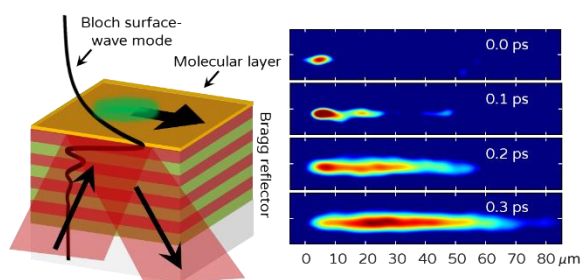 Bloch surface-
wave mode
Molecular layer
Bragg reflector
0.0 ps
0.1 ps
0.2 ps
0.3 ps
0 10 20 30 40 50 60 70 80 μm